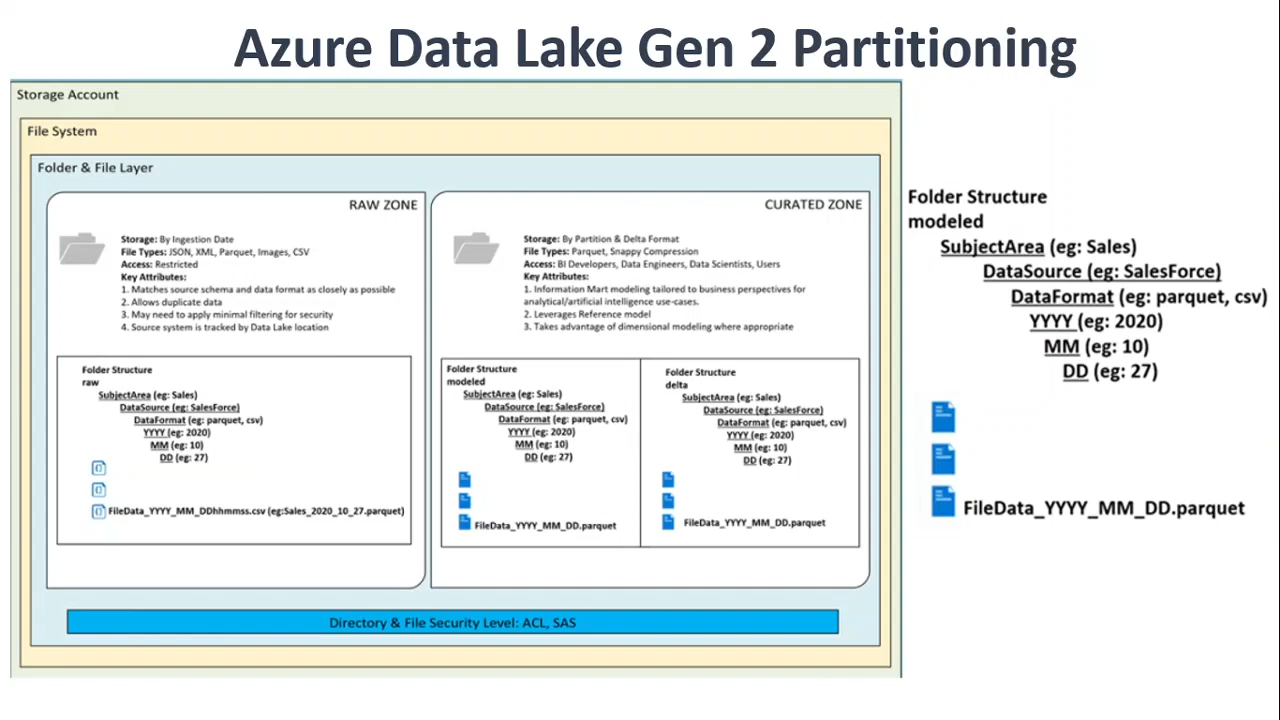 Azure Data Lake Gen 2 Partitioning
Storage Account
File System
Folder & File Layer
RAW ZONE
Storage: By Ingestion Date
File Types: JSON, XML, Parquet, Images, CSV
Access: Restricted
Key Attributes:
1. Matches source schema and data format as closely as possible
2. Allows duplicate data
3. May need to apply minimal filtering for security
4. Source system is tracked by Data Lake location
Folder Structure
raw
SubjectArea (eg: Sales)
DataSource (eg: SalesForce)
DataFormat (eg: parquet, csv)
YYYY (eg: 2020)
MM (eg: 10)
DD (eg: 27)
FileData_YYYY_MM_DDhhmmss.csv (eg:Sales_2020_10_27.parquet)
CURATED ZONE
Storage: By Partition & Delta Format
File Types: Parquet, Snappy Compression
Access: BI Developers, Data Engineers, Data Scientists, Users
Key Attributes:
1. Information Mart modeling tailored to business perspectives for
analytical/artificial intelligence use-cases.
2. Leverages Reference model
3. Takes advantage of dimensional modeling where appropriate
Folder Structure
modeled
SubjectArea (eg: Sales)
DataSource (eg: SalesForce)
DataFormat (eg: parquet, csv)
YYYY (eg: 2020)
MM (eg: 10)
DD (eg: 27)
FileData_YYYY_MM_DD.parquet
Folder Structure
delta
SubjectArea (eg: Sales)
DataSource (eg: SalesForce)
DataFormat (eg: parquet, csv)
YYYY (eg: 2020)
MM (eg: 10)
DD (eg: 27)
FileData_YYYY_MM_DD.parquet
Directory & File Security Level: ACL, SAS
Folder Structure
modeled
SubjectArea (eg: Sales)
DataSource (eg: SalesForce)
DataFormat (eg: parquet, csv)
YYYY (eg: 2020)
MM (eg: 10)
DD (eg: 27)
FileData_YYYY_MM_DD.parquet